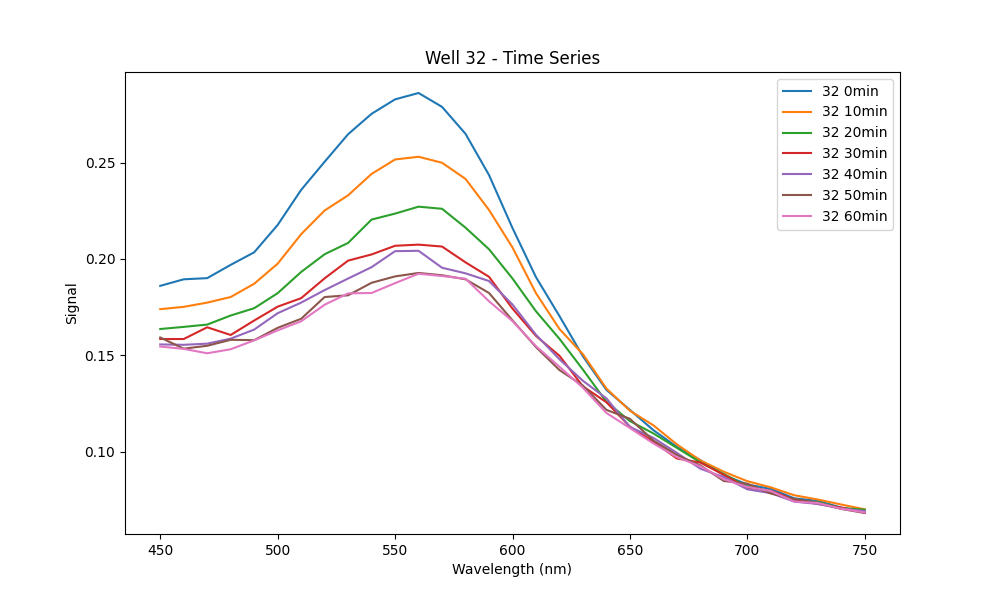 Well 32 - Time Series
32 0min
32 10min
32 20min
32 30min
32 40min
32 50min
32 60min
Signal
0.25
0.20
0.15
0.10
450 500 550 600 650 700 750
Wavelength (nm)